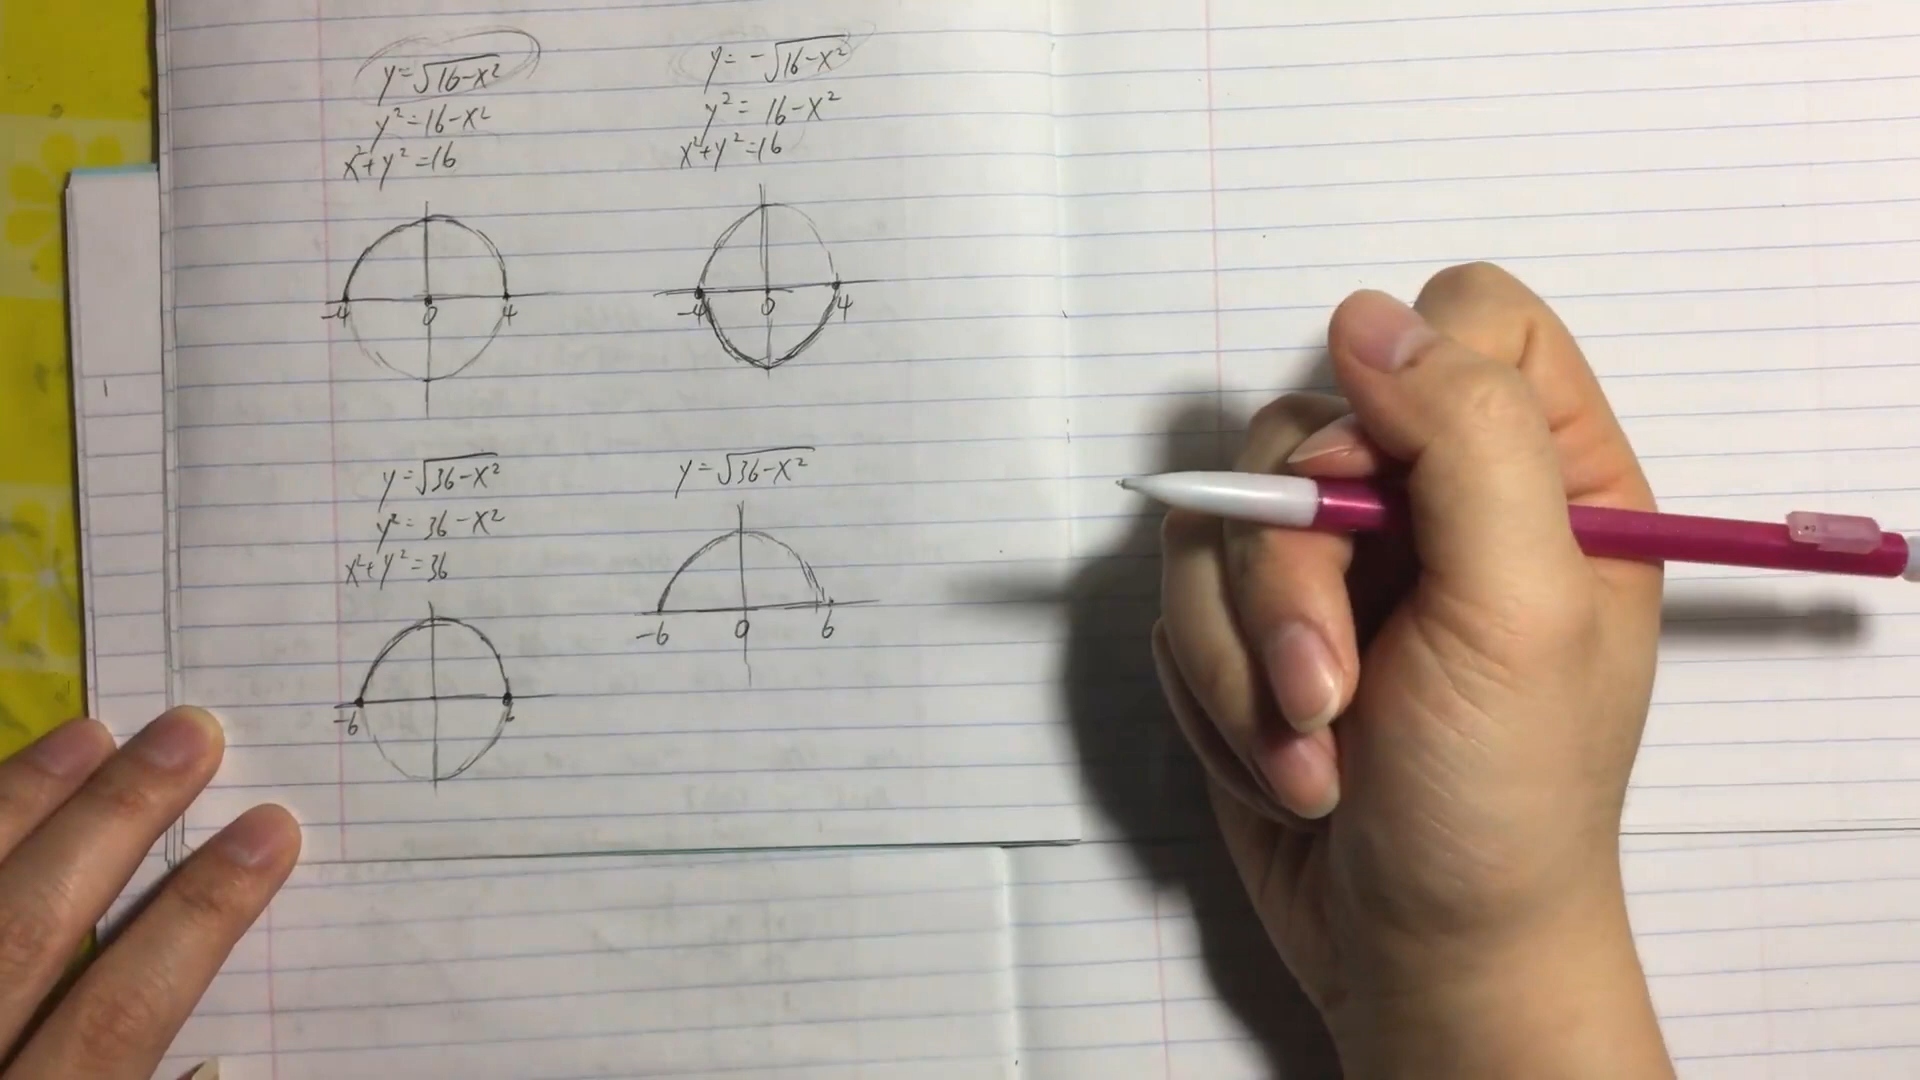 y=√16-x²
y²=16-x²
x²+y²=16
-4 0 4
y=-√16-x²
y²=16-x²
x²+y²=16
-4 0 4
y=√36-x²
y²=36-x²
x²+y²=36
-6 6
y=√36-x²
-6 0 6